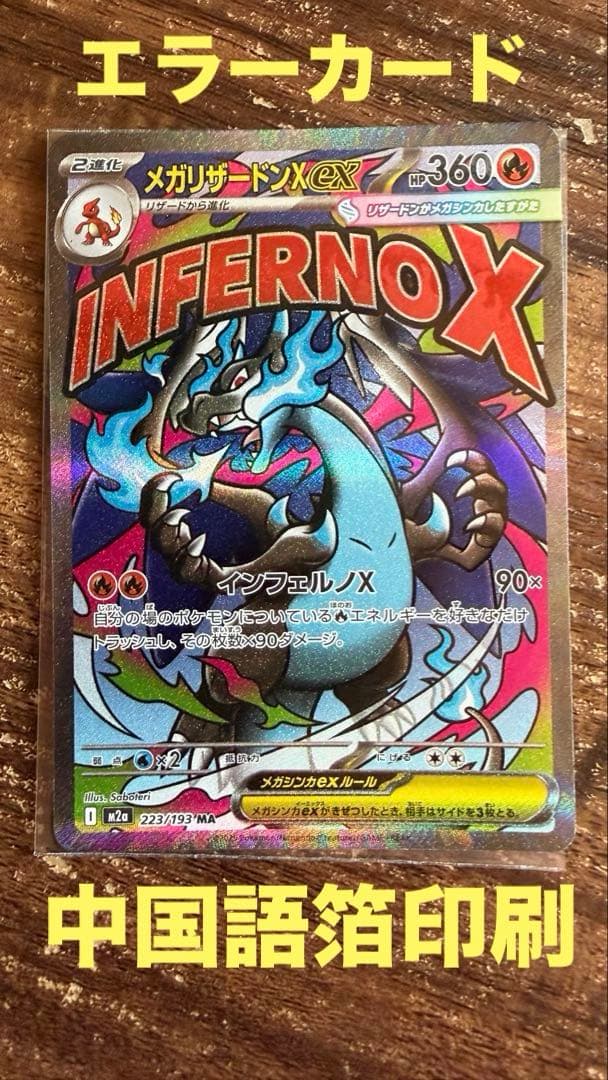 エラーカード
2進化
メガリザードンXex
HP360
リザードから進化
リザードンがメガシンカしたすがた
INFERNO X
インフェルノX 90×
自分の場のポケモンについているエネルギーを好きなだけ
トラッシュし、その枚数×90ダメージ。
弱点 ×2 抵抗力 にげる
メガシンカexルール
メガシンカexがきぜつしたとき、相手はサイドを3枚とる。
Illus. Saboteri
I m2a 223/193 MA
中国語箔印刷